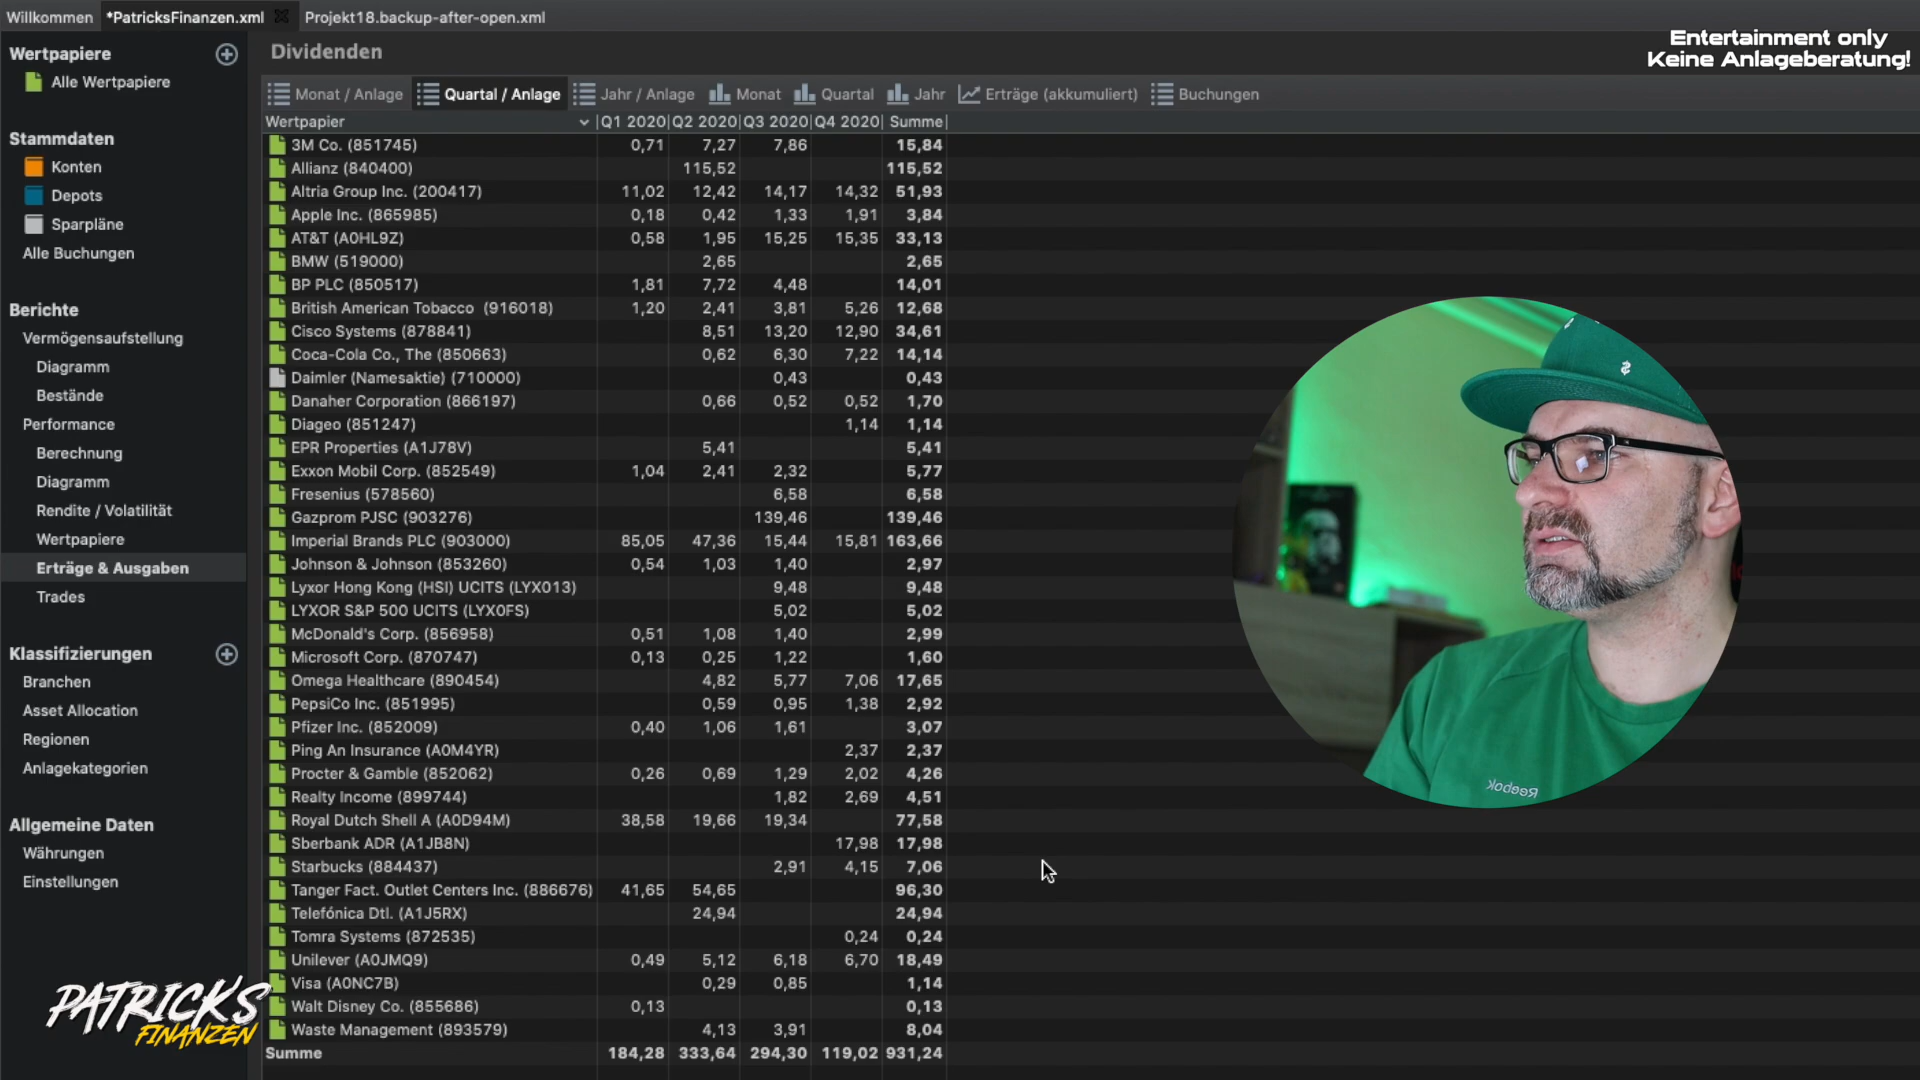 Willkommen *PatricksFinanzen.xml Projekt18.backup-after-open.xml
Entertainment only
Keine Anlageberatung!
Wertpapiere
Alle Wertpapiere
Stammdaten
Konten
Depots
Sparpläne
Alle Buchungen
Berichte
Vermögensaufstellung
Diagramm
Bestände
Performance
Berechnung
Diagramm
Rendite / Volatilität
Wertpapiere
Erträge & Ausgaben
Trades
Klassifizierungen
Branchen
Asset Allocation
Regionen
Anlagekategorien
Allgemeine Daten
Währungen
Einstellungen
PATRICKS
FINANZEN
Dividenden
Monat / Anlage Quartal / Anlage Jahr / Anlage Monat Quartal Jahr Erträge (akkumuliert) Buchungen
Wertpapier Q1 2020 Q2 2020 Q3 2020 Q4 2020 Summe
3M Co. (851745) 0,71 7,27 7,86 15,84
Allianz (840400) 115,52 115,52
Altria Group Inc. (200417) 11,02 12,42 14,17 14,32 51,93
Apple Inc. (865985) 0,18 0,42 1,33 1,91 3,84
AT&T (A0HL9Z) 0,58 1,95 15,25 15,35 33,13
BMW (519000) 2,65 2,65
BP PLC (850517) 1,81 7,72 4,48 14,01
British American Tobacco (916018) 1,20 2,41 3,81 5,26 12,68
Cisco Systems (878841) 8,51 13,20 12,90 34,61
Coca-Cola Co., The (850663) 0,62 6,30 7,22 14,14
Daimler (Namesaktie) (710000) 0,43 0,43
Danaher Corporation (866197) 0,66 0,52 0,52 1,70
Diageo (851247) 1,14 1,14
EPR Properties (A1J78V) 5,41 5,41
Exxon Mobil Corp. (852549) 1,04 2,41 2,32 5,77
Fresenius (578560) 6,58 6,58
Gazprom PJSC (903276) 139,46 139,46
Imperial Brands PLC (903000) 85,05 47,36 15,44 15,81 163,66
Johnson & Johnson (853260) 0,54 1,03 1,40 2,97
Lyxor Hong Kong (HSI) UCITS (LYX013) 9,48 9,48
LYXOR S&P 500 UCITS (LYX0FS) 5,02 5,02
McDonald's Corp. (856958) 0,51 1,08 1,40 2,99
Microsoft Corp. (870747) 0,13 0,25 1,22 1,60
Omega Healthcare (890454) 4,82 5,77 7,06 17,65
PepsiCo Inc. (851995) 0,59 0,95 1,38 2,92
Pfizer Inc. (852009) 0,40 1,06 1,61 3,07
Ping An Insurance (A0M4YR) 2,37 2,37
Procter & Gamble (852062) 0,26 0,69 1,29 2,02 4,26
Realty Income (899744) 1,82 2,69 4,51
Royal Dutch Shell A (A0D94M) 38,58 19,66 19,34 77,58
Sberbank ADR (A1JB8N) 17,98 17,98
Starbucks (884437) 2,91 4,15 7,06
Tanger Fact. Outlet Centers Inc. (886676) 41,65 54,65 96,30
Telefónica Dtl. (A1J5RX) 24,94 24,94
Tomra Systems (872535) 0,24 0,24
Unilever (A0JMQ9) 0,49 5,12 6,18 6,70 18,49
Visa (A0NC7B) 0,29 0,85 1,14
Walt Disney Co. (855686) 0,13 0,13
Waste Management (893579) 4,13 3,91 8,04
Summe 184,28 333,64 294,30 119,02 931,24
$
Reebok